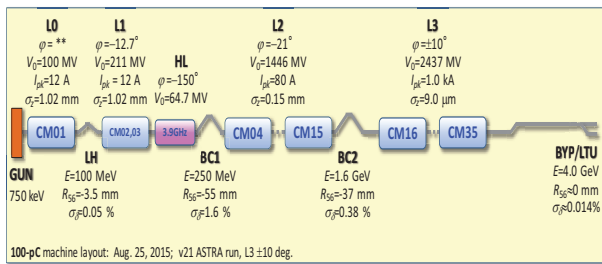 L0
φ = **
V0=100 MV
Ipk=12 A
σz=1.02 mm
L1
φ=−12.7°
V0=211 MV
Ipk=12 A
σz=1.02 mm
HL
φ=−150°
V0=64.7 MV
L2
φ=−21°
V0=1446 MV
Ipk=80 A
σz=0.15 mm
L3
φ=±10°
V0=2437 MV
Ipk=1.0 kA
σz=9.0 μm
CM01
CM02,03
3.9GHz
CM04
CM15
CM16
CM35
GUN
750 keV
LH
E=100 MeV
R56=-3.5 mm
σδ=0.05 %
BC1
E=250 MeV
R56=-55 mm
σδ=1.6 %
BC2
E=1.6 GeV
R56=-37 mm
σδ=0.38 %
BYP/LTU
E=4.0 GeV
R56≈0 mm
σδ≈0.014%
100-pC machine layout: Aug. 25, 2015; v21 ASTRA run, L3 ±10 deg.